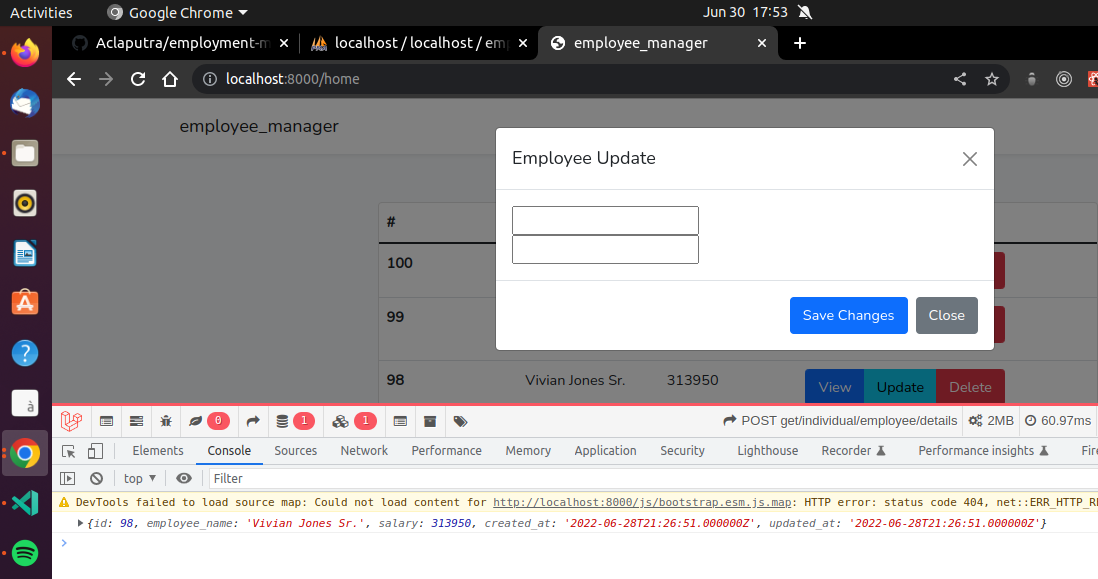 Activities Google Chrome Jun 30 17:53
Aclaputra/employment-m localhost / localhost / emp employee_manager
localhost:8000/home
employee_manager
Employee Update
#
100
99
Save Changes Close
98 Vivian Jones Sr. 313950 View Update Delete
0 1 1 POST get/individual/employee/details 2MB 60.97ms
Elements Console Sources Network Performance Memory Application Security Lighthouse Recorder Performance insights Fire
top Filter
DevTools failed to load source map: Could not load content for http://localhost:8000/js/bootstrap.esm.js.map: HTTP error: status code 404, net::ERR_HTTP_RE
{id: 98, employee_name: 'Vivian Jones Sr.', salary: 313950, created_at: '2022-06-28T21:26:51.000000Z', updated_at: '2022-06-28T21:26:51.000000Z'}